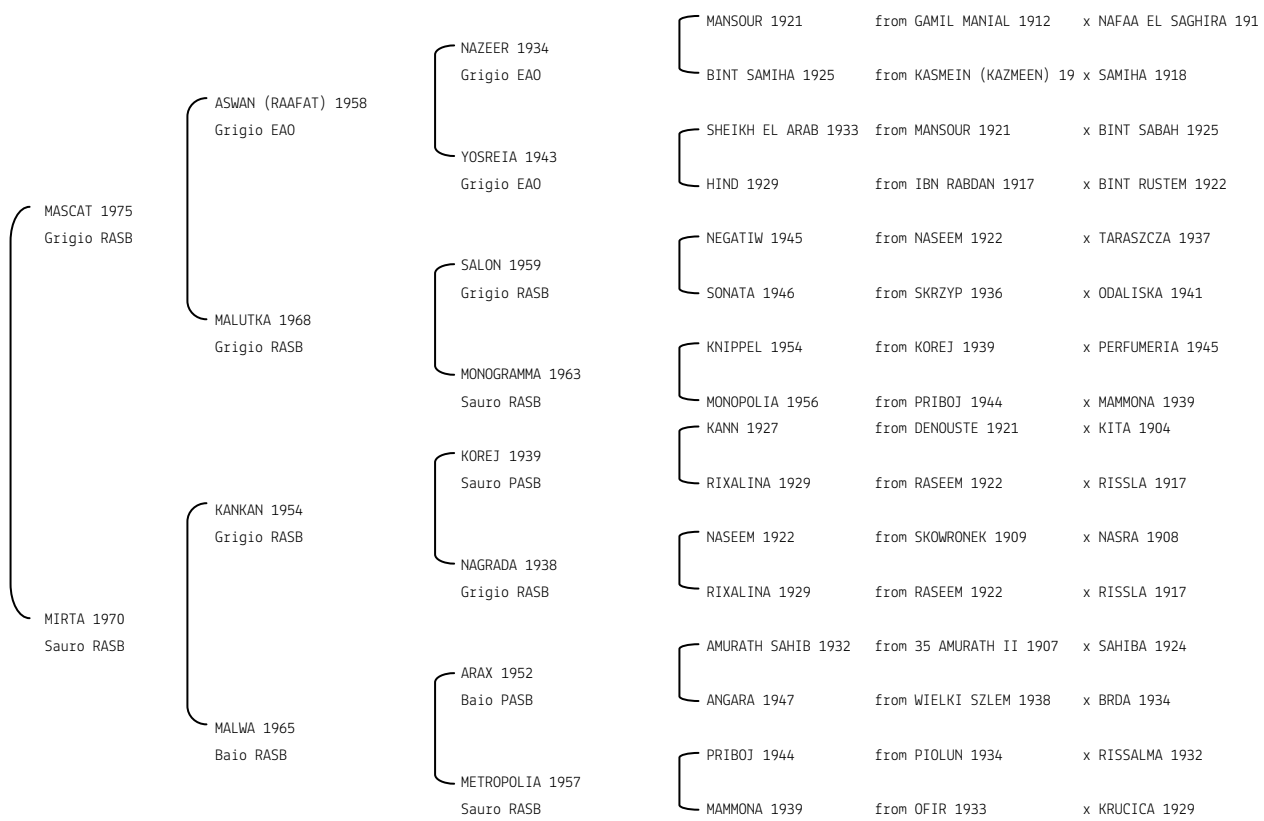 MANSOUR 1921 from GAMIL MANIAL 1912 x NAFAA EL SAGHIRA 191
NAZEER 1934
Grigio EAO BINT SAMIHA 1925 from KASMEIN (KAZMEEN) 19 x SAMIHA 1918
ASWAN (RAAFAT) 1958
Grigio EAO SHEIKH EL ARAB 1933 from MANSOUR 1921 x BINT SABAH 1925
YOSREIA 1943
Grigio EAO HIND 1929 from IBN RABDAN 1917 x BINT RUSTEM 1922
MASCAT 1975
Grigio RASB NEGATIW 1945 from NASEEM 1922 x TARASZCZA 1937
SALON 1959
Grigio RASB SONATA 1946 from SKRZYP 1936 x ODALISKA 1941
MALUTKA 1968
Grigio RASB KNIPPEL 1954 from KOREJ 1939 x PERFUMERIA 1945
MONOGRAMMA 1963
Sauro RASB MONOPOLIA 1956 from PRIBOJ 1944 x MAMMONA 1939
KANN 1927 from DENOUSTE 1921 x KITA 1904
KOREJ 1939
Sauro PASB RIXALINA 1929 from RASEEM 1922 x RISSLA 1917
KANKAN 1954
Grigio RASB NASEEM 1922 from SKOWRONEK 1909 x NASRA 1908
NAGRADA 1938
Grigio RASB RIXALINA 1929 from RASEEM 1922 x RISSLA 1917
MIRTA 1970
Sauro RASB AMURATH SAHIB 1932 from 35 AMURATH II 1907 x SAHIBA 1924
ARAX 1952
Baio PASB ANGARA 1947 from WIELKI SZLEM 1938 x BRDA 1934
MALWA 1965
Baio RASB PRIBOJ 1944 from PIOLUN 1934 x RISSALMA 1932
METROPOLIA 1957
Sauro RASB MAMMONA 1939 from OFIR 1933 x KRUCICA 1929